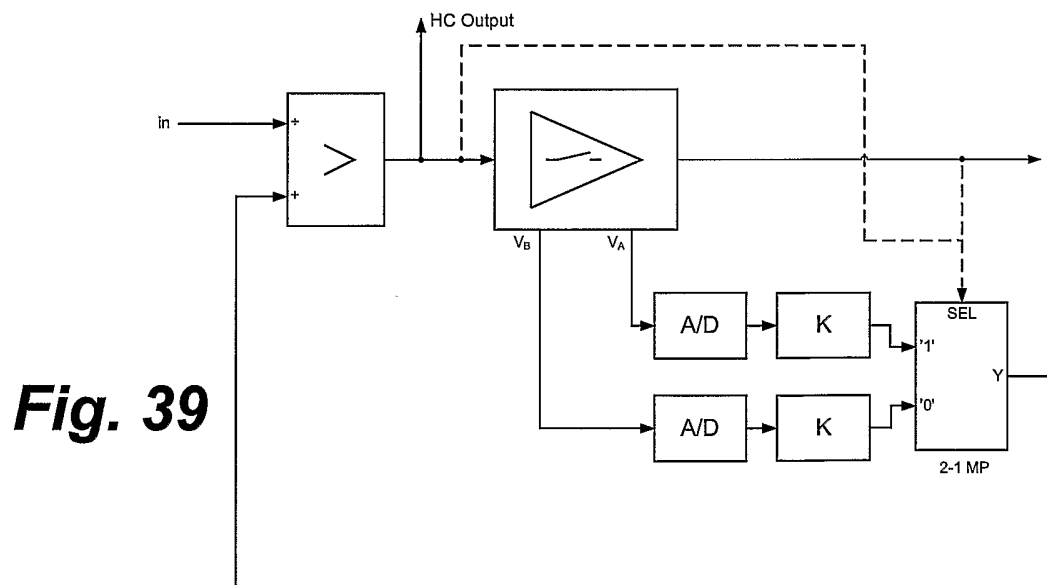 HC Output
in
+
>
+
V_B
V_A
A/D
K
SEL
'1'
Y
Fig. 39
A/D
K
'0'
2-1 MP